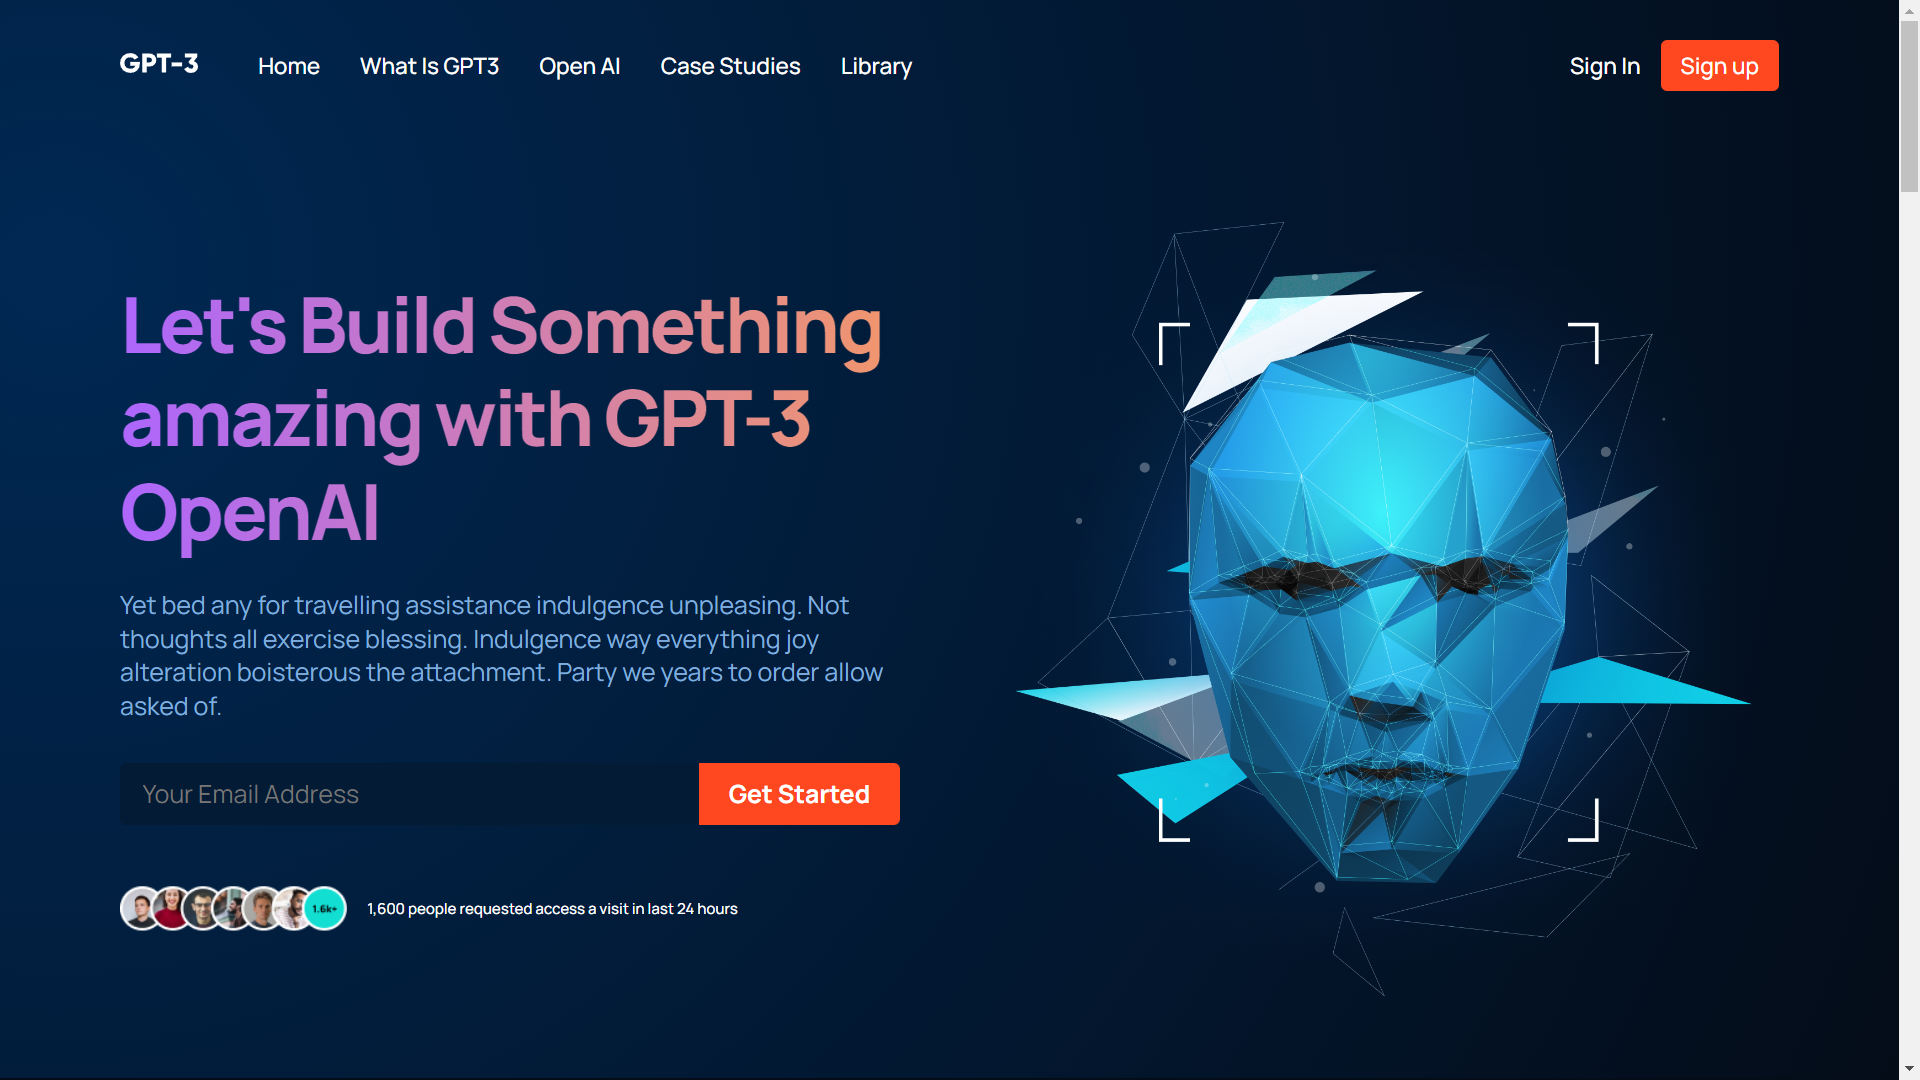 GPT-3
Home
What Is GPT3
Open AI
Case Studies
Library
Sign In
Sign up
Let's Build Something
amazing with GPT-3
OpenAI
Yet bed any for travelling assistance indulgence unpleasing. Not
thoughts all exercise blessing. Indulgence way everything joy
alteration boisterous the attachment. Party we years to order allow
asked of.
Your Email Address
Get Started
1.6k+
1,600 people requested access a visit in last 24 hours